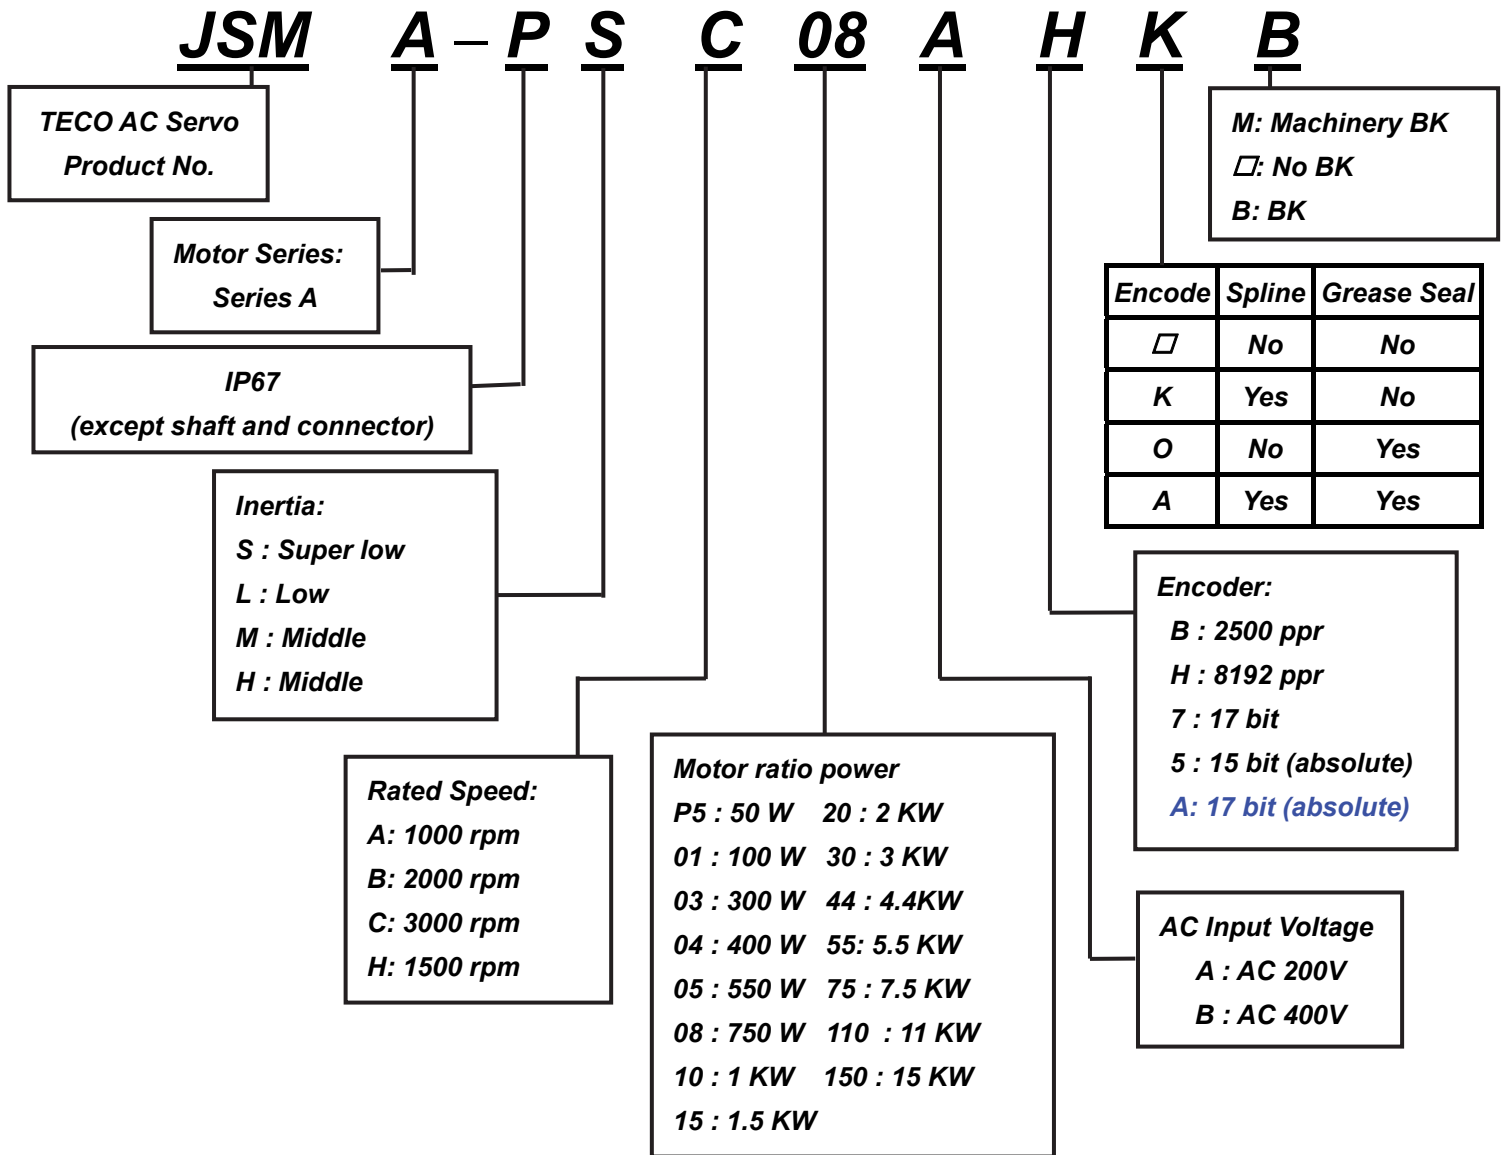 JSM A – P S C 08 A H K B
TECO AC Servo
Product No.
Motor Series:
Series A
IP67
(except shaft and connector)
Inertia:
S : Super low
L : Low
M : Middle
H : Middle
Rated Speed:
A: 1000 rpm
B: 2000 rpm
C: 3000 rpm
H: 1500 rpm
Motor ratio power
P5 : 50 W 20 : 2 KW
01 : 100 W 30 : 3 KW
03 : 300 W 44 : 4.4KW
04 : 400 W 55: 5.5 KW
05 : 550 W 75 : 7.5 KW
08 : 750 W 110 : 11 KW
10 : 1 KW 150 : 15 KW
15 : 1.5 KW
AC Input Voltage
A : AC 200V
B : AC 400V
Encoder:
B : 2500 ppr
H : 8192 ppr
7 : 17 bit
5 : 15 bit (absolute)
A: 17 bit (absolute)
Encode Spline Grease Seal
□ No No
K Yes No
O No Yes
A Yes Yes
M: Machinery BK
□: No BK
B: BK